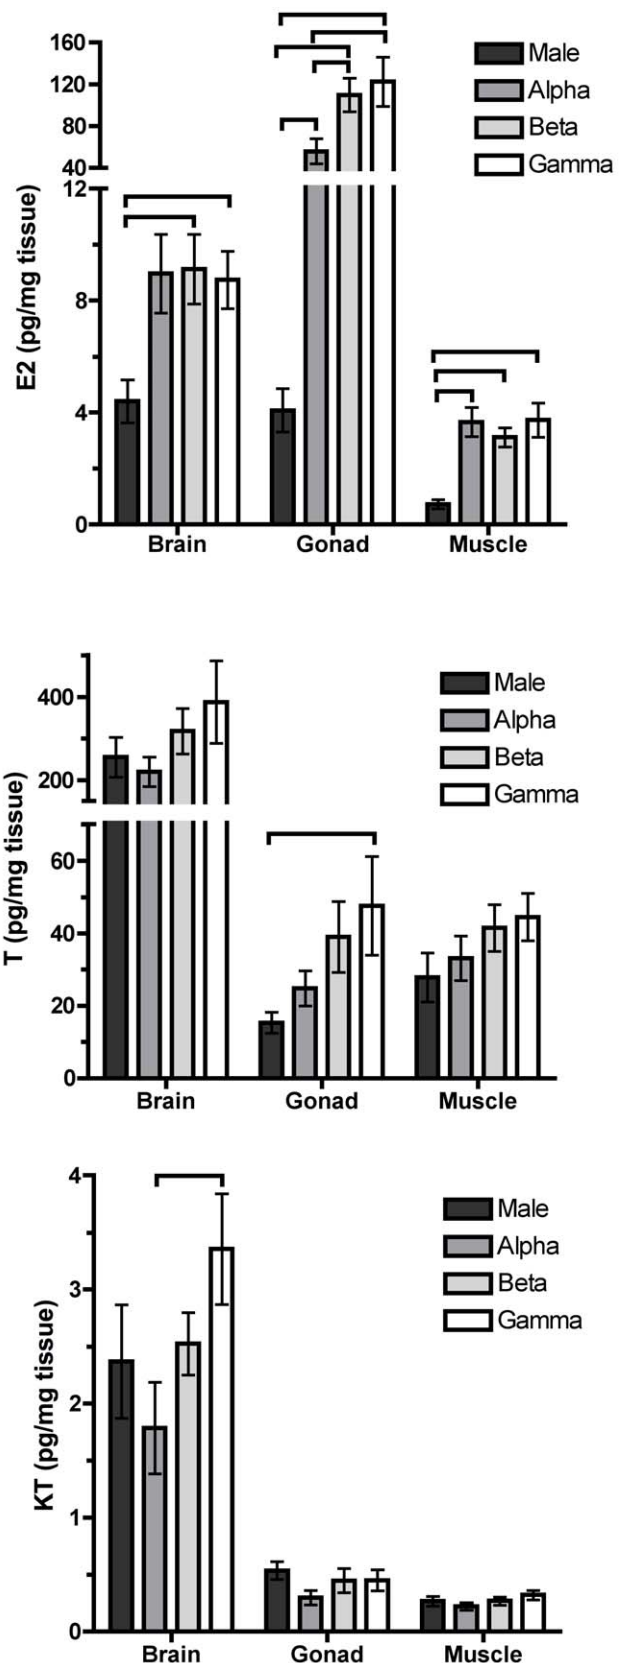 160
120
80
40
12
8
4
0
E2 (pg/mg tissue)
Male
Alpha
Beta
Gamma
Brain Gonad Muscle
400
200
60
40
20
0
T (pg/mg tissue)
Male
Alpha
Beta
Gamma
Brain Gonad Muscle
4
3
2
1
0
KT (pg/mg tissue)
Male
Alpha
Beta
Gamma
Brain Gonad Muscle